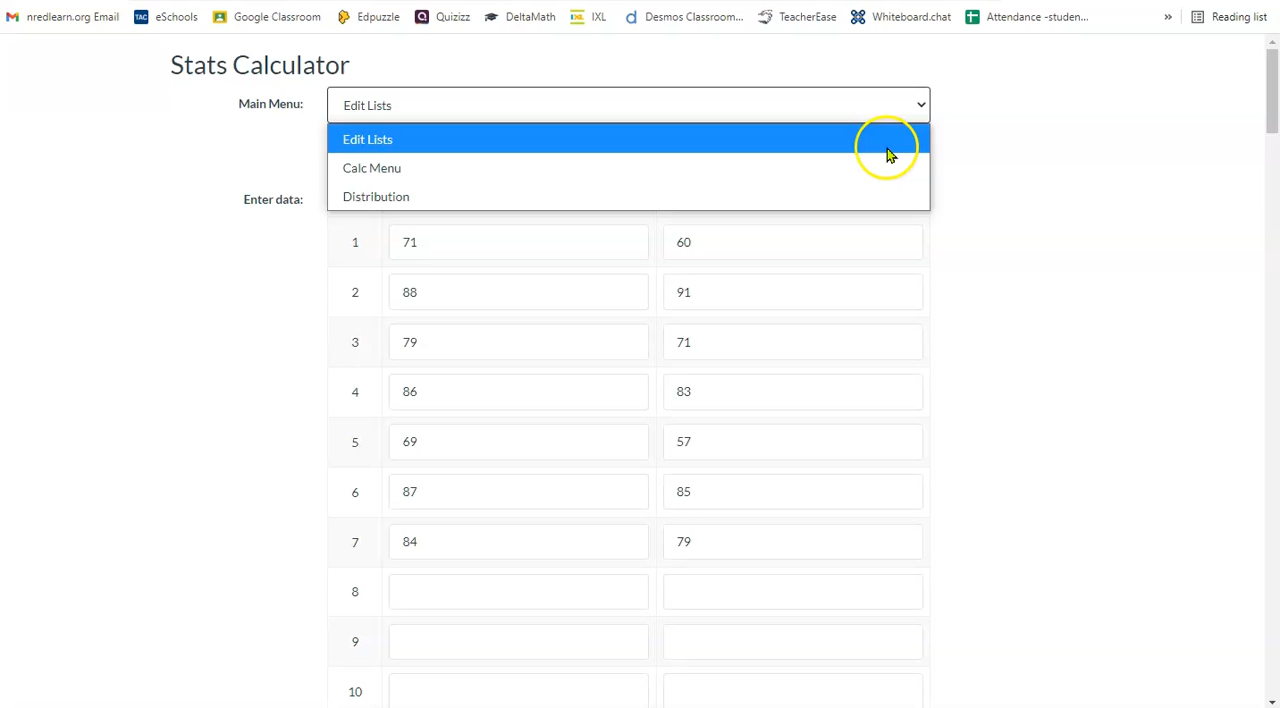 nredlearn.org Email eSchools Google Classroom Edpuzzle Quizizz DeltaMath IXL Desmos Classroom... TeacherEase Whiteboard.chat Attendance -studen... » Reading list
Stats Calculator
Main Menu: Edit Lists
Edit Lists
Calc Menu
Enter data: Distribution
1 71 60
2 88 91
3 79 71
4 86 83
5 69 57
6 87 85
7 84 79
8
9
10